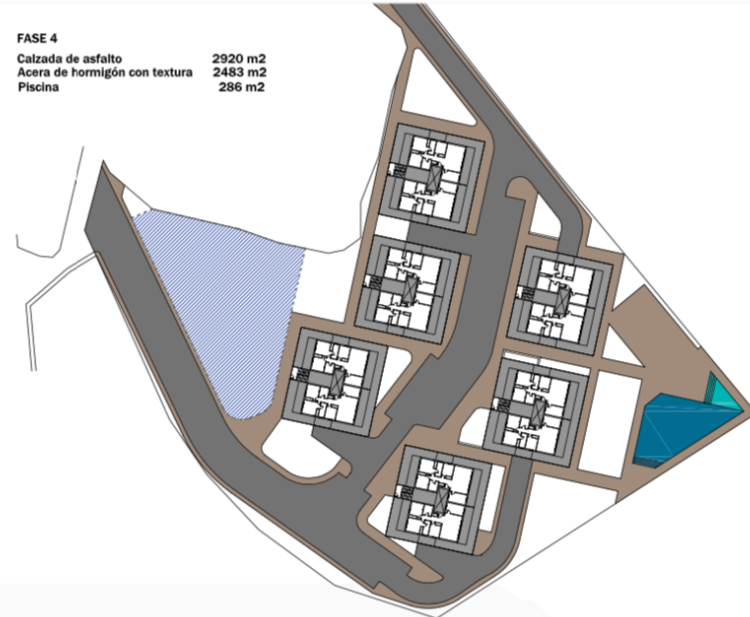 FASE 4
Calzada de asfalto 2920 m2
Acera de hormigón con textura 2483 m2
Piscina 286 m2